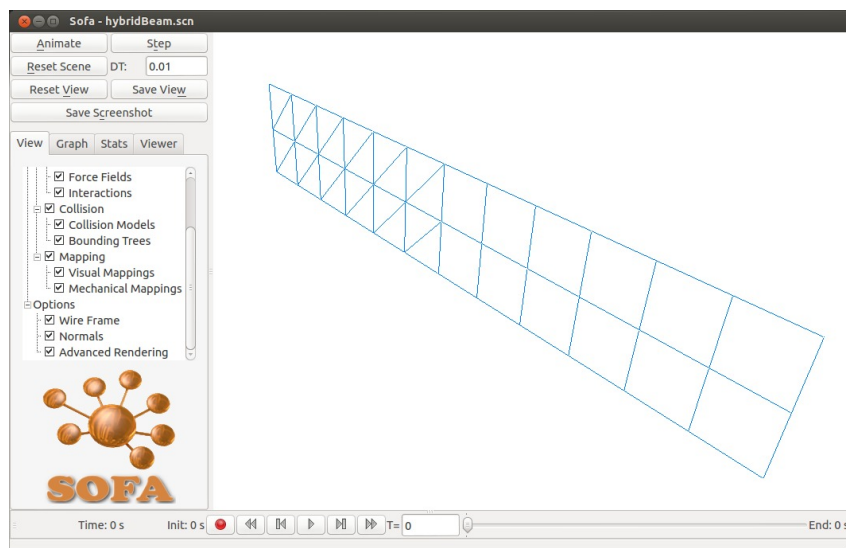 Sofa - hybridBeam.scn
Animate Step
Reset Scene DT: 0.01
Reset View Save View
Save Screenshot
View Graph Stats Viewer
Force Fields
Interactions
Collision
Collision Models
Bounding Trees
Mapping
Visual Mappings
Mechanical Mappings
Options
Wire Frame
Normals
Advanced Rendering
SOFA
Time: 0 s Init: 0 s T= 0 End: 0 s